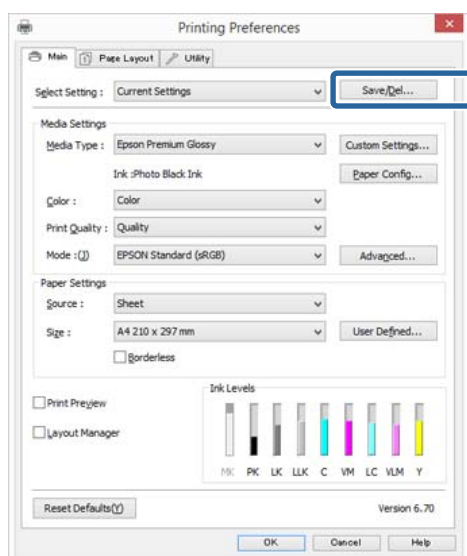 Printing Preferences
Main Page Layout Utility
Select Setting : Current Settings Save/Del...
Media Settings
Media Type : Epson Premium Glossy Custom Settings...
Ink :Photo Black Ink Paper Config...
Color : Color
Print Quality : Quality
Mode :(J) EPSON Standard (sRGB) Advanced...
Paper Settings
Source : Sheet
Size : A4 210 x 297 mm User Defined...
Borderless
Ink Levels
Print Preview
Layout Manager
MK PK LK LLK C VM LC VLM Y
Reset Defaults(Y) Version 6.70
OK Cancel Help